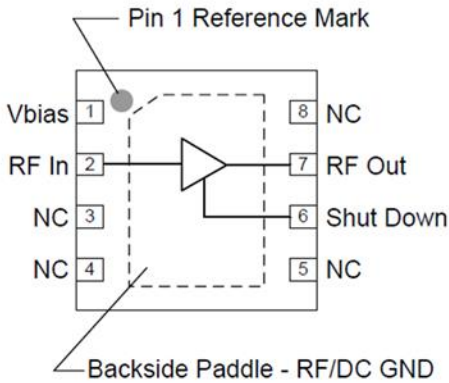 Pin 1 Reference Mark
Vbias 1 8 NC
RF In 2 7 RF Out
NC 3 6 Shut Down
NC 4 5 NC
Backside Paddle - RF/DC GND